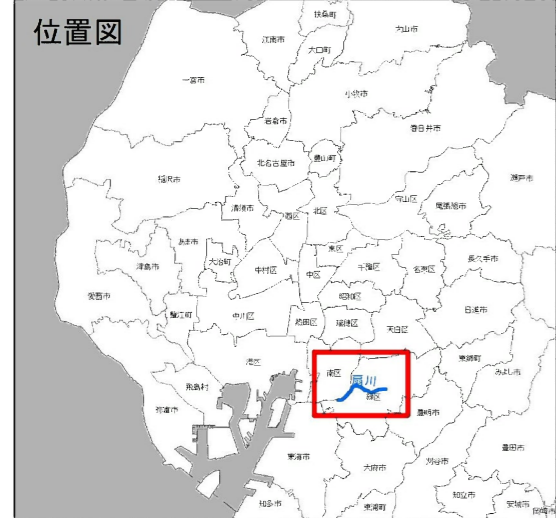 位置図
扶桑町
江南市
大口町
犬山市
一宮市
小牧市
岩倉市
春日井市
北名古屋市
豊山町
瀬戸市
稲沢市
守山区
尾張旭市
清須市
西区
北区
あま市
東区
千種区
名東区
長久手市
津島市
大治町
中村区
中区
愛西市
昭和区
日進市
蟹江町
中川区
熱田区
瑞穂区
天白区
港区
南区
東郷町
みよし市
飛島村
扇川
緑区
弥富市
豊明市
東海市
大府市
刈谷市
豊田市
知多市
東浦町
知立市
安城市
岡崎市